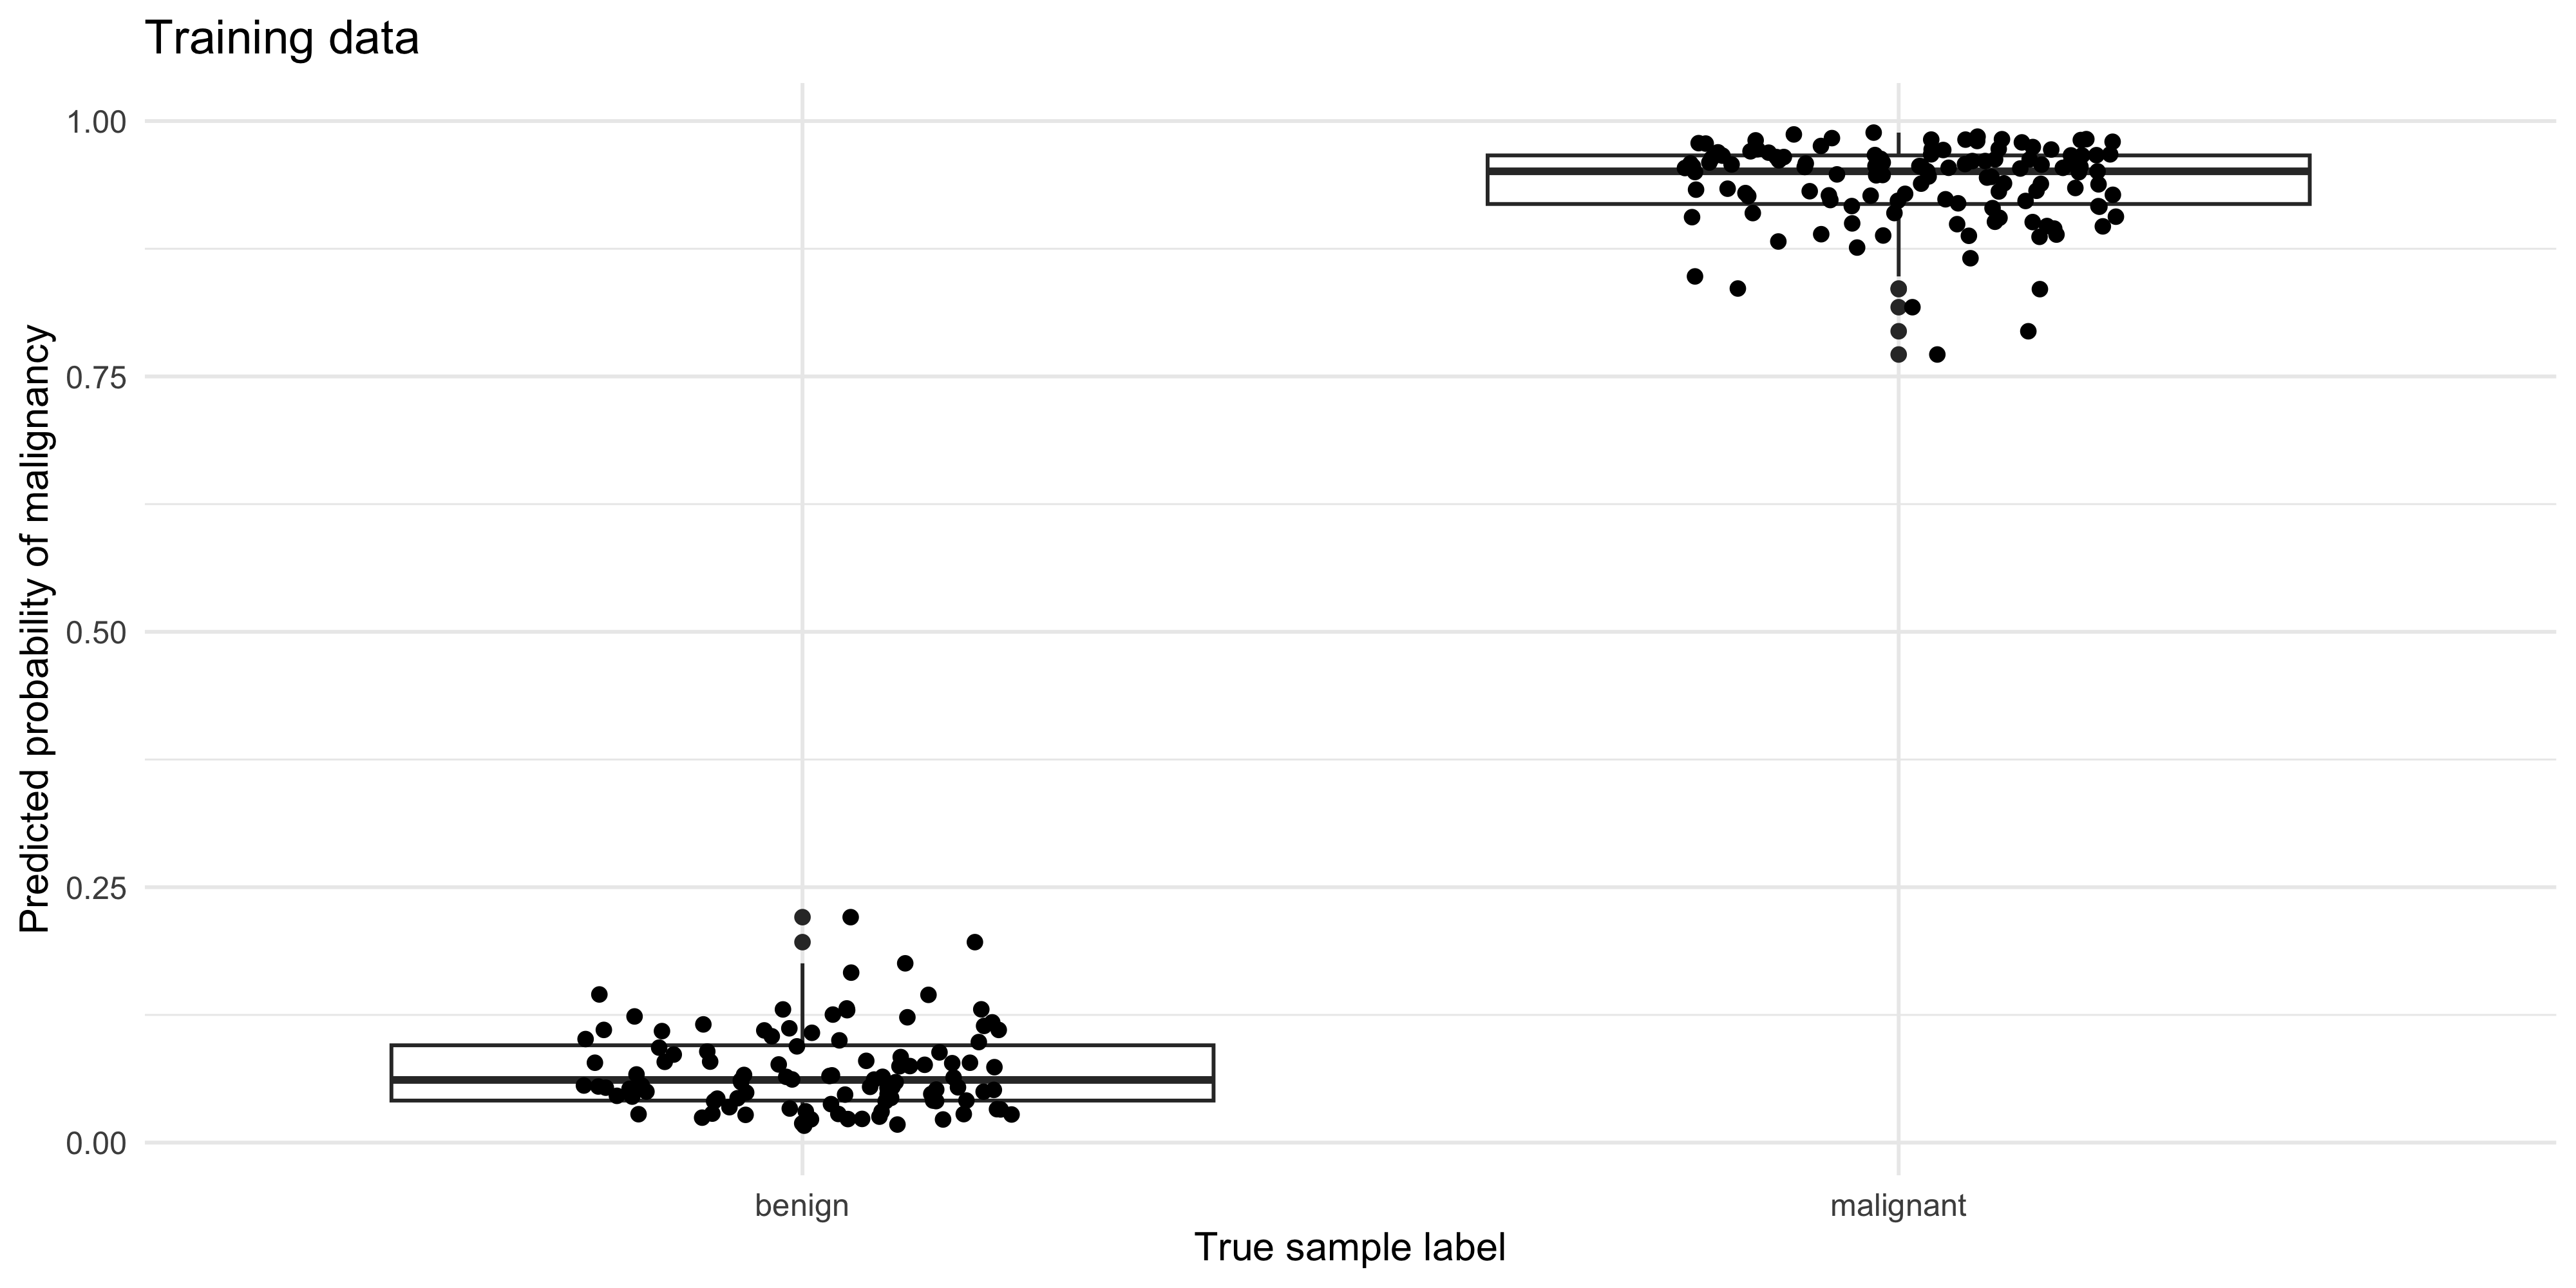 Training data
Predicted probability of malignancy
1.00
0.75
0.50
0.25
0.00
benign
malignant
True sample label